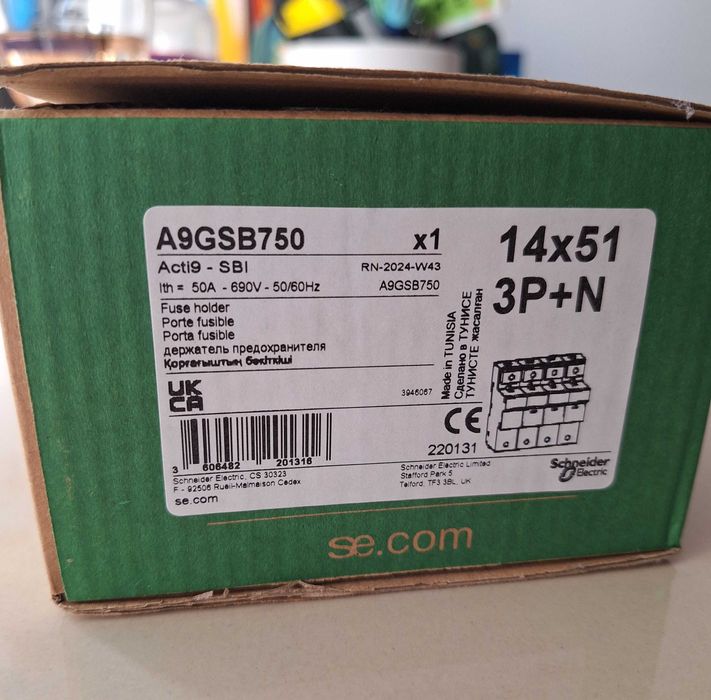 A9GSB750 x1
Acti9 - SBI RN-2024-W43
Ith = 50A - 690V - 50/60Hz A9GSB750
Fuse holder
Porte fusible
Porta fusible
держатель предохранителя
Қорғағыштың бекіткіші
14x51
3P+N
Made in TUNISIA
Сделано в ТУНИСЕ
ТУНИСТЕ жасалған
UK
CA
3946067
CE
220131
3 606482 201316
Schneider Electric, CS 30323
F - 92506 Rueil-Malmaison Cedex
se.com
Schneider Electric Limited
Stafford Park 5
Telford, TF3 3BL, UK
Schneider
Electric
se.com